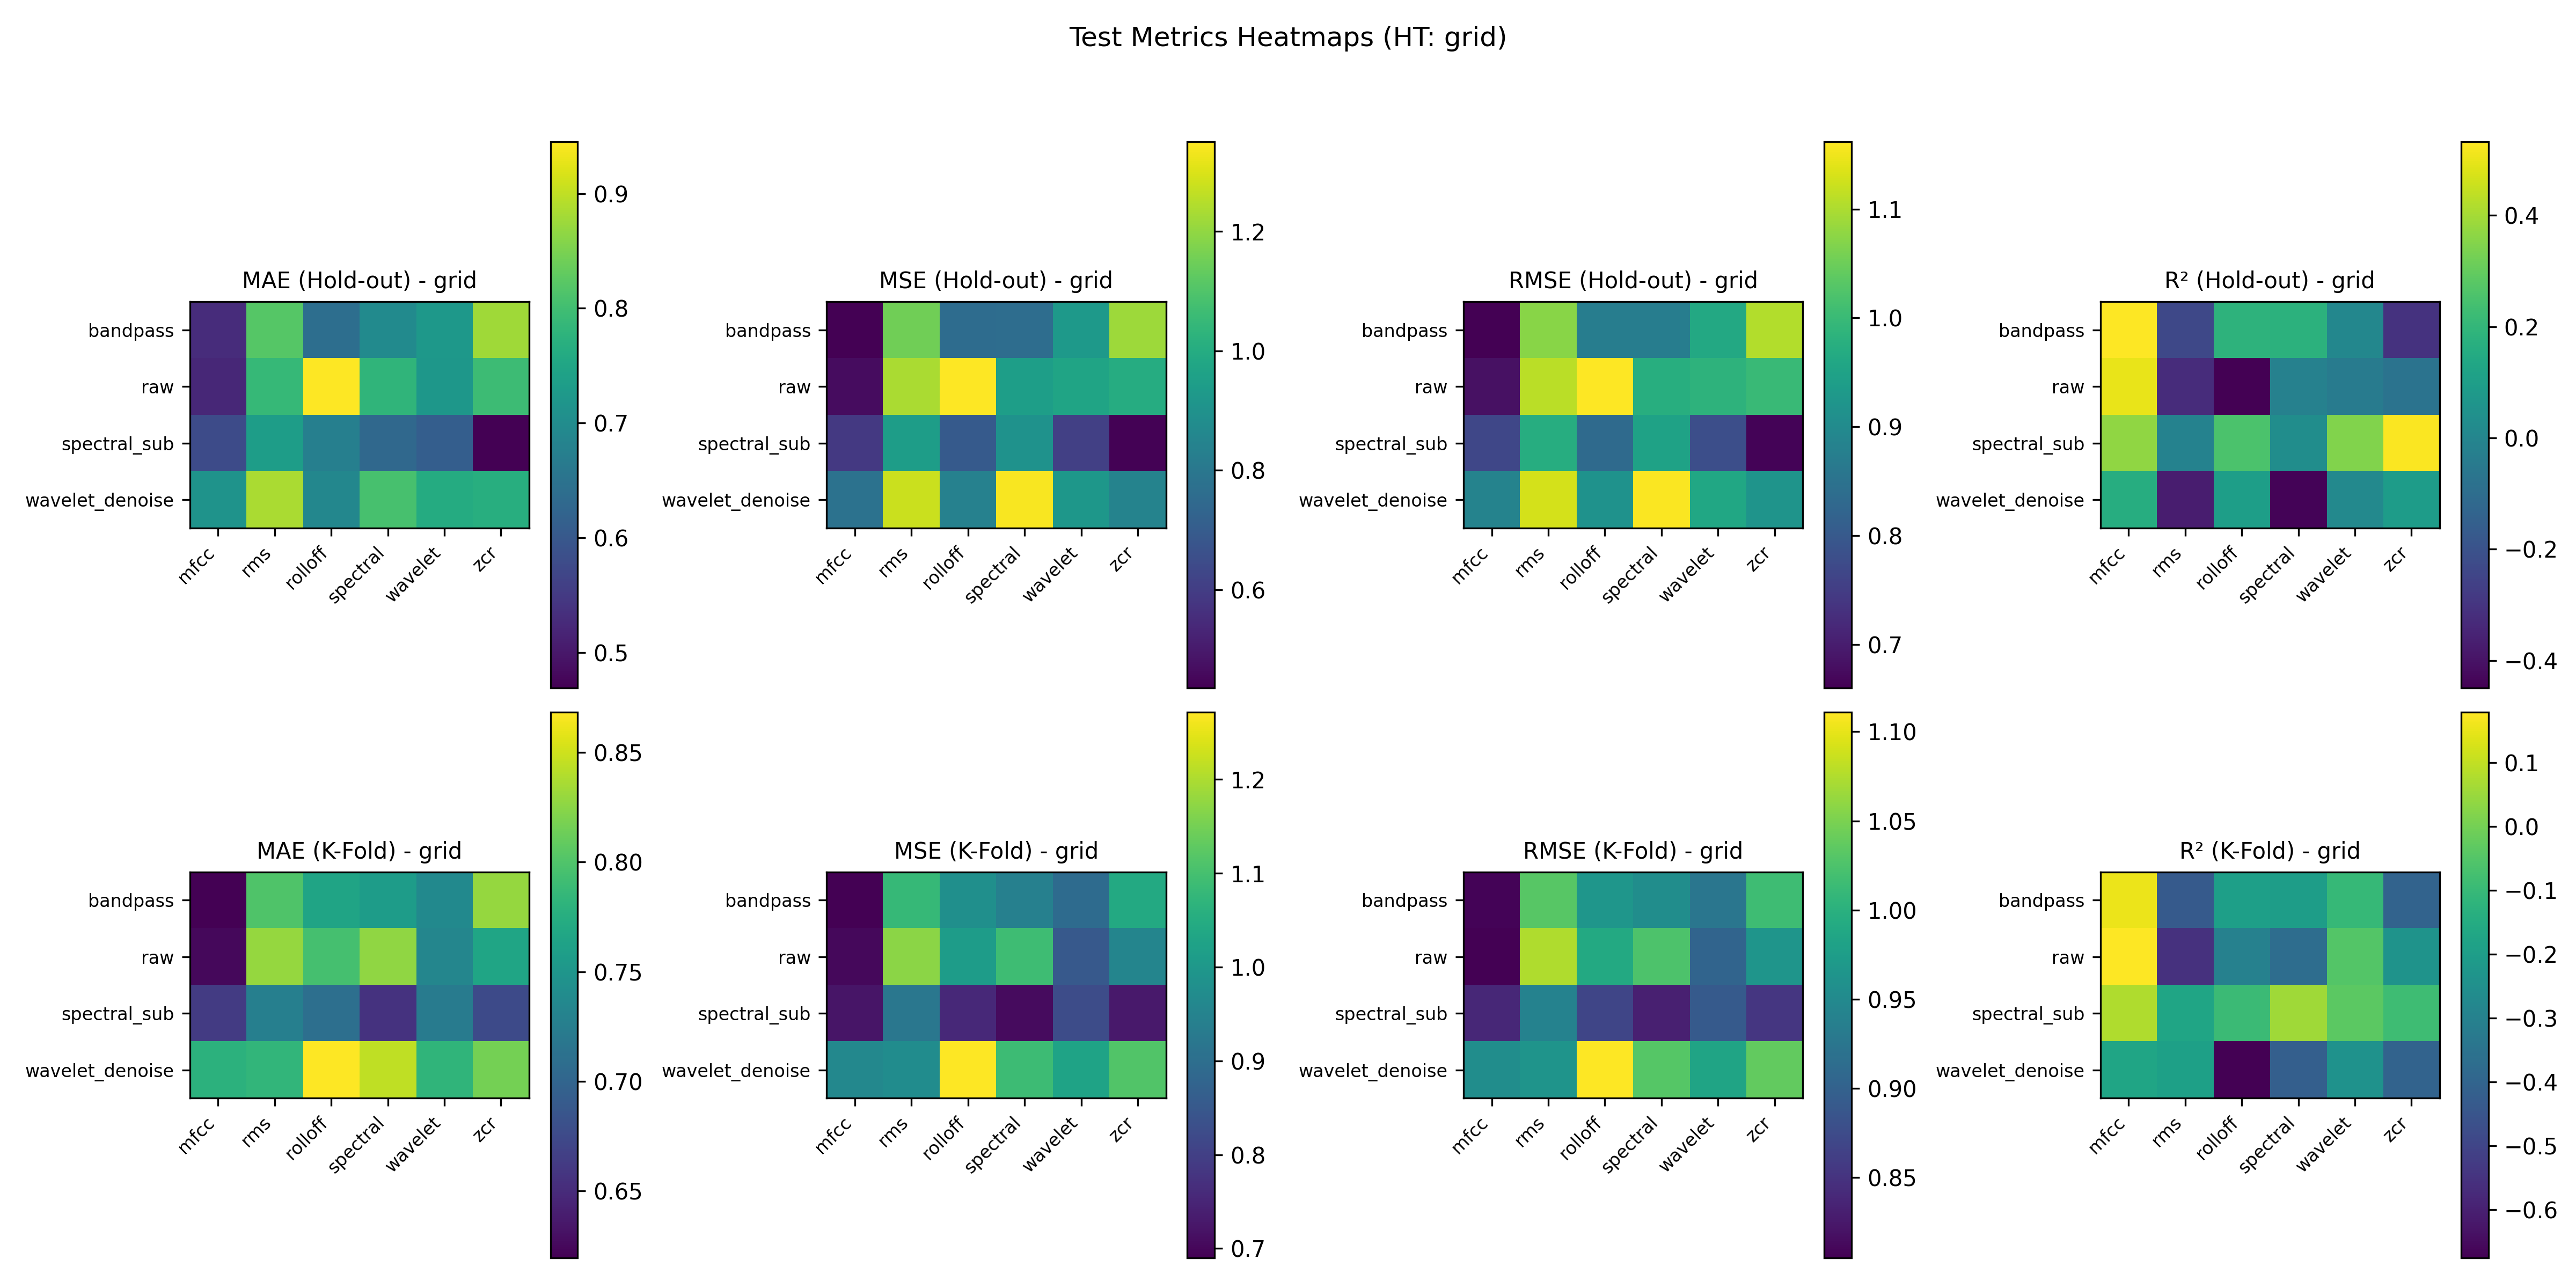 Test Metrics Heatmaps (HT: grid)
MAE (Hold-out) - grid
bandpass
raw
spectral_sub
wavelet_denoise
mfcc
rms
rolloff
spectral
wavelet
zcr
0.9
0.8
0.7
0.6
0.5
MSE (Hold-out) - grid
bandpass
raw
spectral_sub
wavelet_denoise
mfcc
rms
rolloff
spectral
wavelet
zcr
1.2
1.0
0.8
0.6
RMSE (Hold-out) - grid
bandpass
raw
spectral_sub
wavelet_denoise
mfcc
rms
rolloff
spectral
wavelet
zcr
1.1
1.0
0.9
0.8
0.7
R² (Hold-out) - grid
bandpass
raw
spectral_sub
wavelet_denoise
mfcc
rms
rolloff
spectral
wavelet
zcr
0.4
0.2
0.0
−0.2
−0.4
MAE (K-Fold) - grid
bandpass
raw
spectral_sub
wavelet_denoise
mfcc
rms
rolloff
spectral
wavelet
zcr
0.85
0.80
0.75
0.70
0.65
MSE (K-Fold) - grid
bandpass
raw
spectral_sub
wavelet_denoise
mfcc
rms
rolloff
spectral
wavelet
zcr
1.2
1.1
1.0
0.9
0.8
0.7
RMSE (K-Fold) - grid
bandpass
raw
spectral_sub
wavelet_denoise
mfcc
rms
rolloff
spectral
wavelet
zcr
1.10
1.05
1.00
0.95
0.90
0.85
R² (K-Fold) - grid
bandpass
raw
spectral_sub
wavelet_denoise
mfcc
rms
rolloff
spectral
wavelet
zcr
0.1
0.0
−0.1
−0.2
−0.3
−0.4
−0.5
−0.6